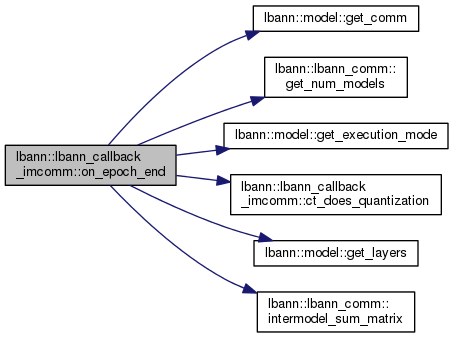 lbann::model::get_comm
lbann::lbann_comm::
get_num_models
lbann::model::get_execution_mode
lbann::lbann_callback
_imcomm::on_epoch_end
lbann::lbann_callback
_imcomm::ct_does_quantization
lbann::model::get_layers
lbann::lbann_comm::
intermodel_sum_matrix